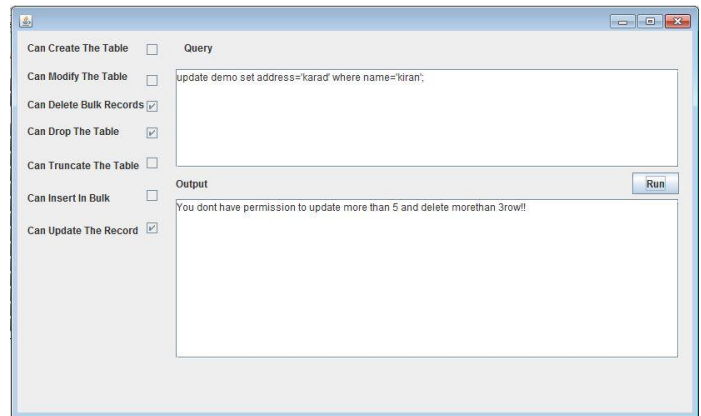 Can Create The Table
Query
Can Modify The Table
update demo set address='karad' where name='kiran';
Can Delete Bulk Records
Can Drop The Table
Can Truncate The Table
Output
Run
Can Insert In Bulk
You dont have permission to update more than 5 and delete morethan 3row!!
Can Update The Record